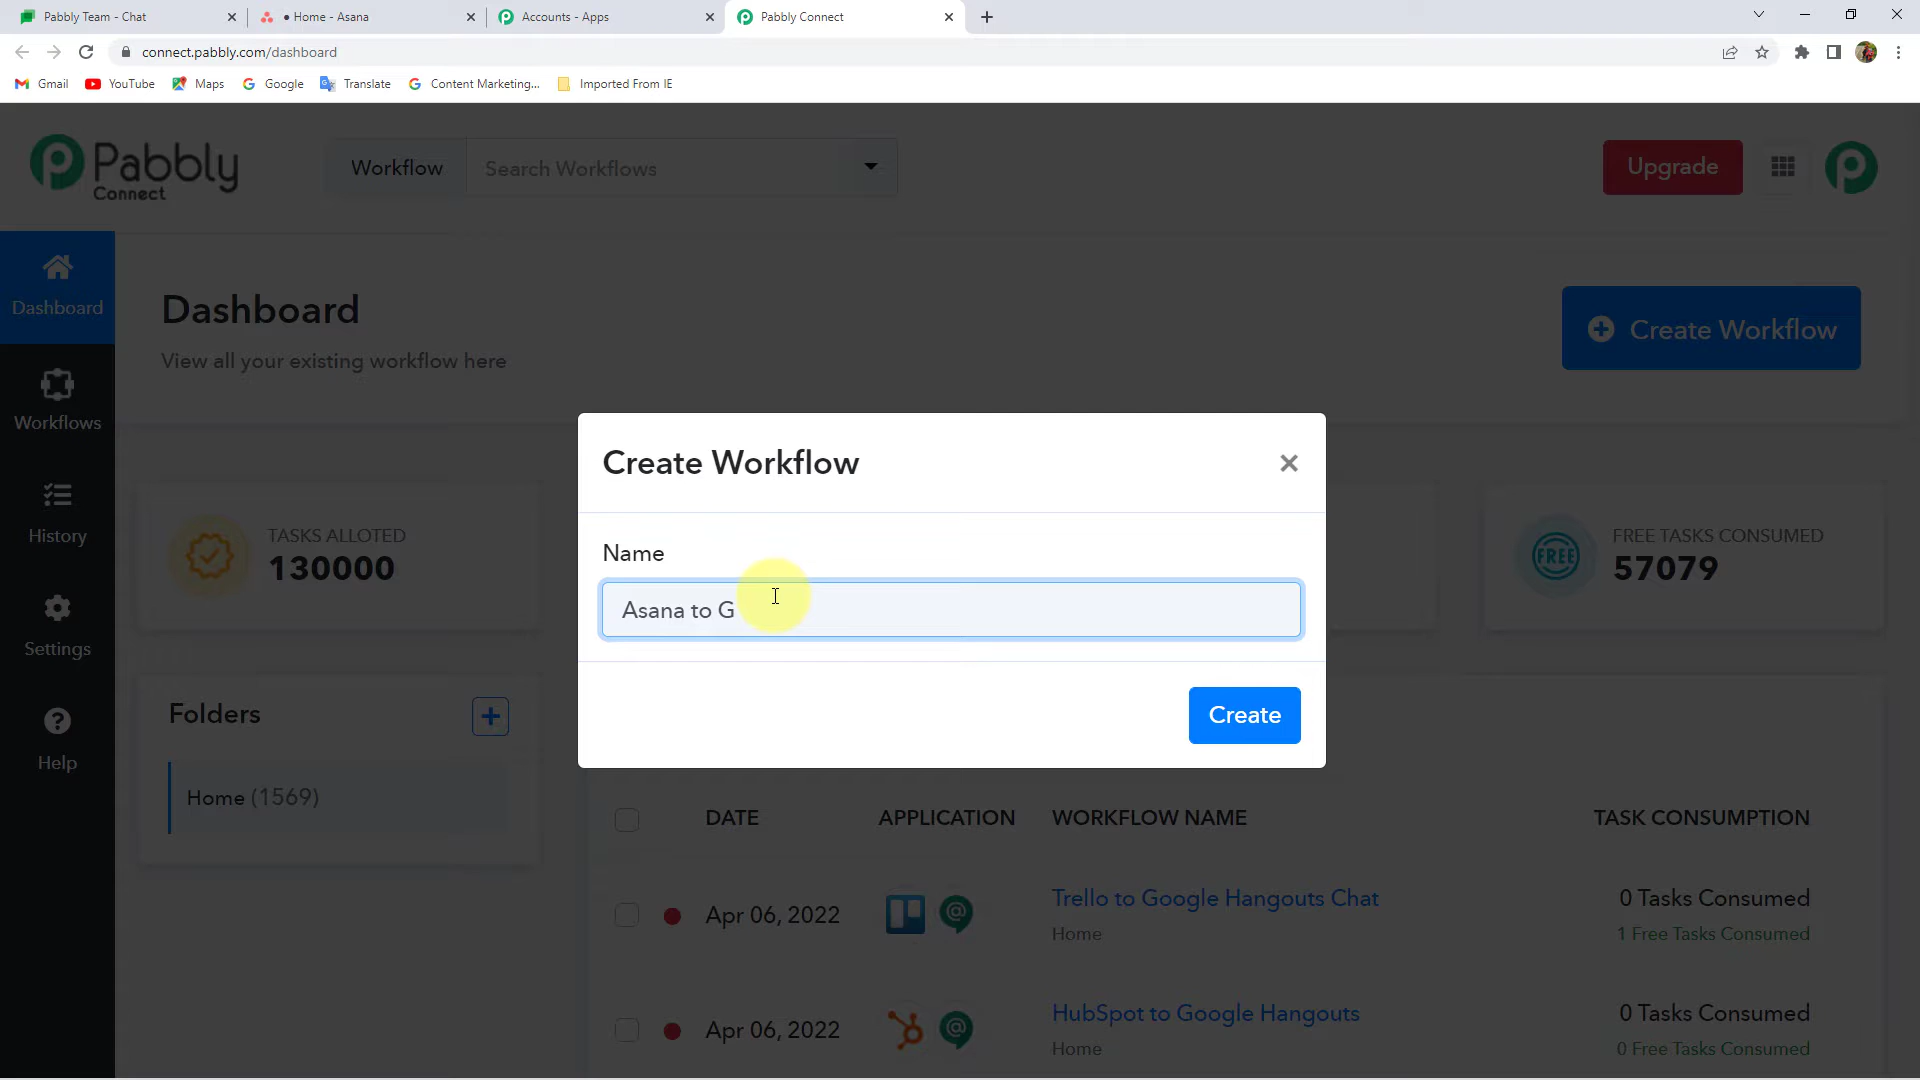 Pabbly Team - Chat
• Home - Asana
Accounts - Apps
Pabbly Connect
connect.pabbly.com/dashboard
Gmail
YouTube
Maps
Google
Translate
Content Marketing...
Imported From IE
Pabbly
Connect
Workflow
Search Workflows
Upgrade
Dashboard
Workflows
History
Settings
Help
Dashboard
View all your existing workflow here
Create Workflow
TASKS ALLOTED
130000
FREE
FREE TASKS CONSUMED
57079
Create Workflow
Name
Asana to G
Create
Folders
Home (1569)
DATE APPLICATION WORKFLOW NAME TASK CONSUMPTION
Apr 06, 2022 Trello to Google Hangouts Chat 0 Tasks Consumed
Home 1 Free Tasks Consumed
Apr 06, 2022 HubSpot to Google Hangouts 0 Tasks Consumed
Home 0 Free Tasks Consumed